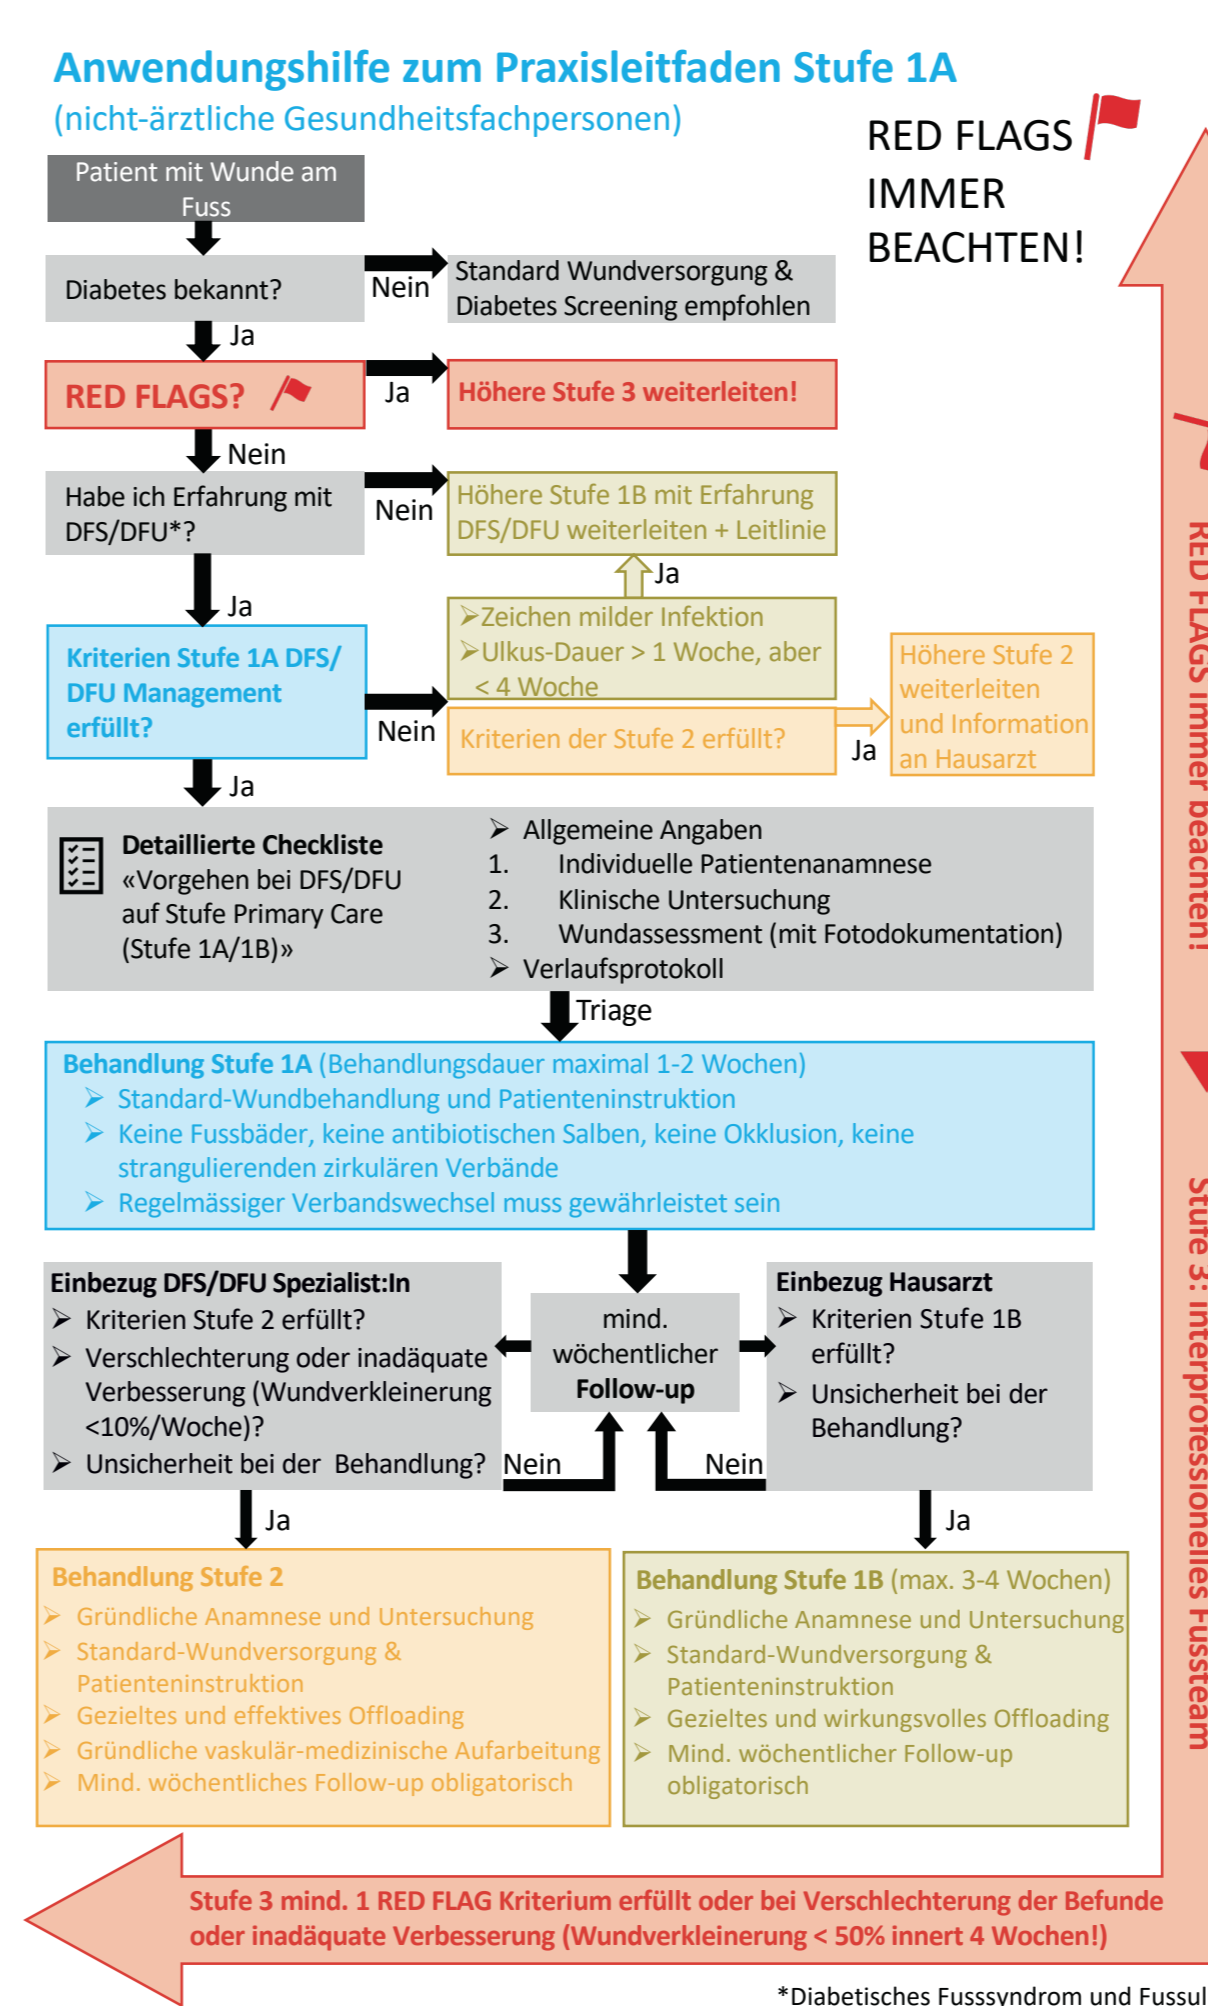 Anwendungshilfe zum Praxisleitfaden Stufe 1A
(nicht-ärztliche Gesundheitsfachpersonen)
RED FLAGS
IMMER
BEACHTEN!
Patient mit Wunde am
Fuss
Diabetes bekannt?
Nein
Standard Wundversorgung &
Diabetes Screening empfohlen
Ja
RED FLAGS?
Ja
Höhere Stufe 3 weiterleiten!
Nein
Habe ich Erfahrung mit
DFS/DFU*?
Nein
Höhere Stufe 1B mit Erfahrung
DFS/DFU weiterleiten + Leitlinie
Ja
Ja
➢Zeichen milder Infektion
➢Ulkus-Dauer > 1 Woche, aber
< 4 Woche
Kriterien Stufe 1A DFS/
DFU Management
erfüllt?
Nein
Kriterien der Stufe 2 erfüllt?
Ja
Höhere Stufe 2
weiterleiten
und Information
an Hausarzt
Ja
Detaillierte Checkliste
«Vorgehen bei DFS/DFU
auf Stufe Primary Care
(Stufe 1A/1B)»
➢ Allgemeine Angaben
1. Individuelle Patientenanamnese
2. Klinische Untersuchung
3. Wundassessment (mit Fotodokumentation)
➢ Verlaufsprotokoll
Triage
Behandlung Stufe 1A (Behandlungsdauer maximal 1-2 Wochen)
➢ Standard-Wundbehandlung und Patienteninstruktion
➢ Keine Fussbäder, keine antibiotischen Salben, keine Okklusion, keine
strangulierenden zirkulären Verbände
➢ Regelmässiger Verbandswechsel muss gewährleistet sein
Einbezug DFS/DFU Spezialist:In
➢ Kriterien Stufe 2 erfüllt?
➢ Verschlechterung oder inadäquate
Verbesserung (Wundverkleinerung
<10%/Woche)?
➢ Unsicherheit bei der Behandlung?
Nein
mind.
wöchentlicher
Follow-up
Nein
Einbezug Hausarzt
➢ Kriterien Stufe 1B
erfüllt?
➢ Unsicherheit bei der
Behandlung?
Ja
Ja
Behandlung Stufe 2
➢ Gründliche Anamnese und Untersuchung
➢ Standard-Wundversorgung &
Patienteninstruktion
➢ Gezieltes und effektives Offloading
➢ Gründliche vaskulär-medizinische Aufarbeitung
➢ Mind. wöchentliches Follow-up obligatorisch
Behandlung Stufe 1B (max. 3-4 Wochen)
➢ Gründliche Anamnese und Untersuchung
➢ Standard-Wundversorgung &
Patienteninstruktion
➢ Gezieltes und wirkungsvolles Offloading
➢ Mind. wöchentlicher Follow-up
obligatorisch
RED FLAGS immer beachten!
Stufe 3: Interprofessionelles Fussteam
Stufe 3 mind. 1 RED FLAG Kriterium erfüllt oder bei Verschlechterung der Befunde
oder inadäquate Verbesserung (Wundverkleinerung < 50% innert 4 Wochen!)
*Diabetisches Fusssyndrom und Fussul